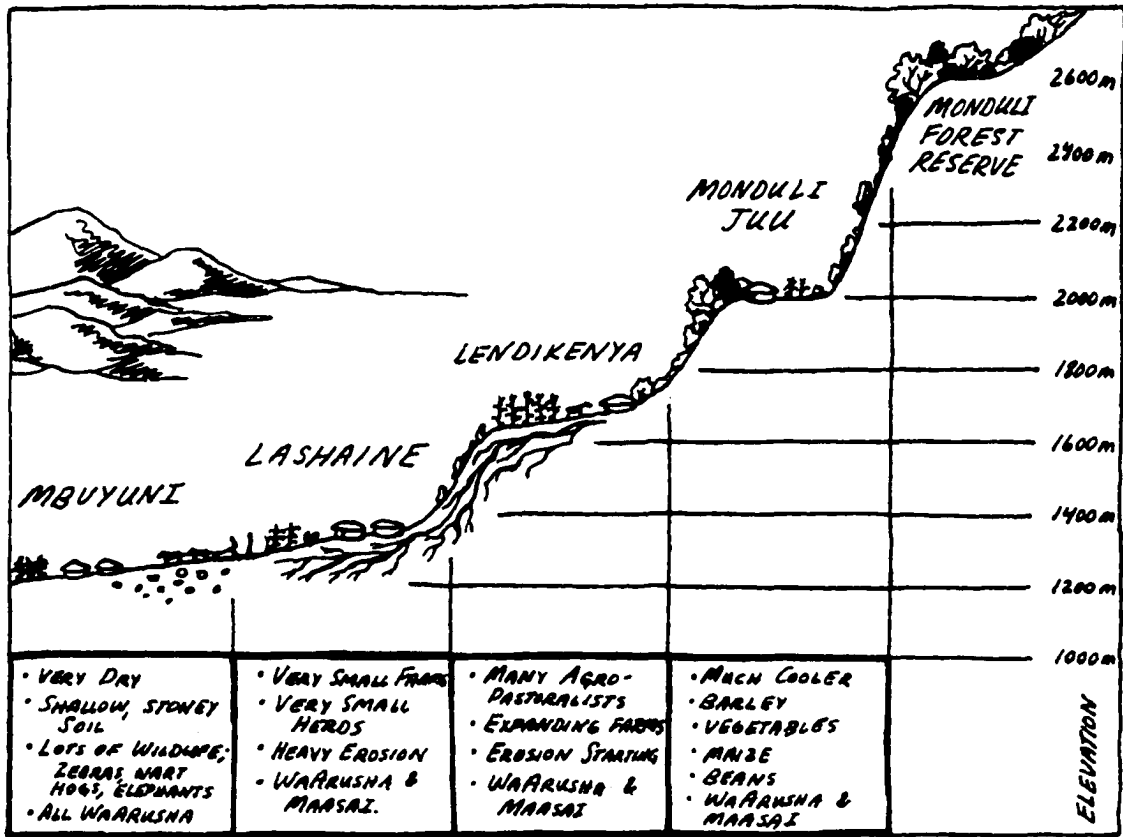 2600m
MONDULI
FOREST
RESERVE
2400m
MONDULI
JUU
2200m
2000m
LENDIKENYA
1800m
LASHAINE
1600m
MBUYUNI
1400m
1200m
1000m
ELEVATION
· VERY DRY
· SHALLOW, STONEY
SOIL
· LOTS OF WILDLIFE;
ZEBRAS, WART
HOGS, ELEPHANTS
· ALL WAARUSHA
· VERY SMALL FARMS
· VERY SMALL
HERDS
· HEAVY EROSION
· WAARUSHA &
MAASAI.
· MANY AGRO-
PASTORALISTS
· EXPANDING FARMS
· EROSION STARTING
· WAARUSHA &
MAASAI
· MUCH COOLER
· BARLEY
· VEGETABLES
· MAIZE
· BEANS
· WAARUSHA &
MAASAI